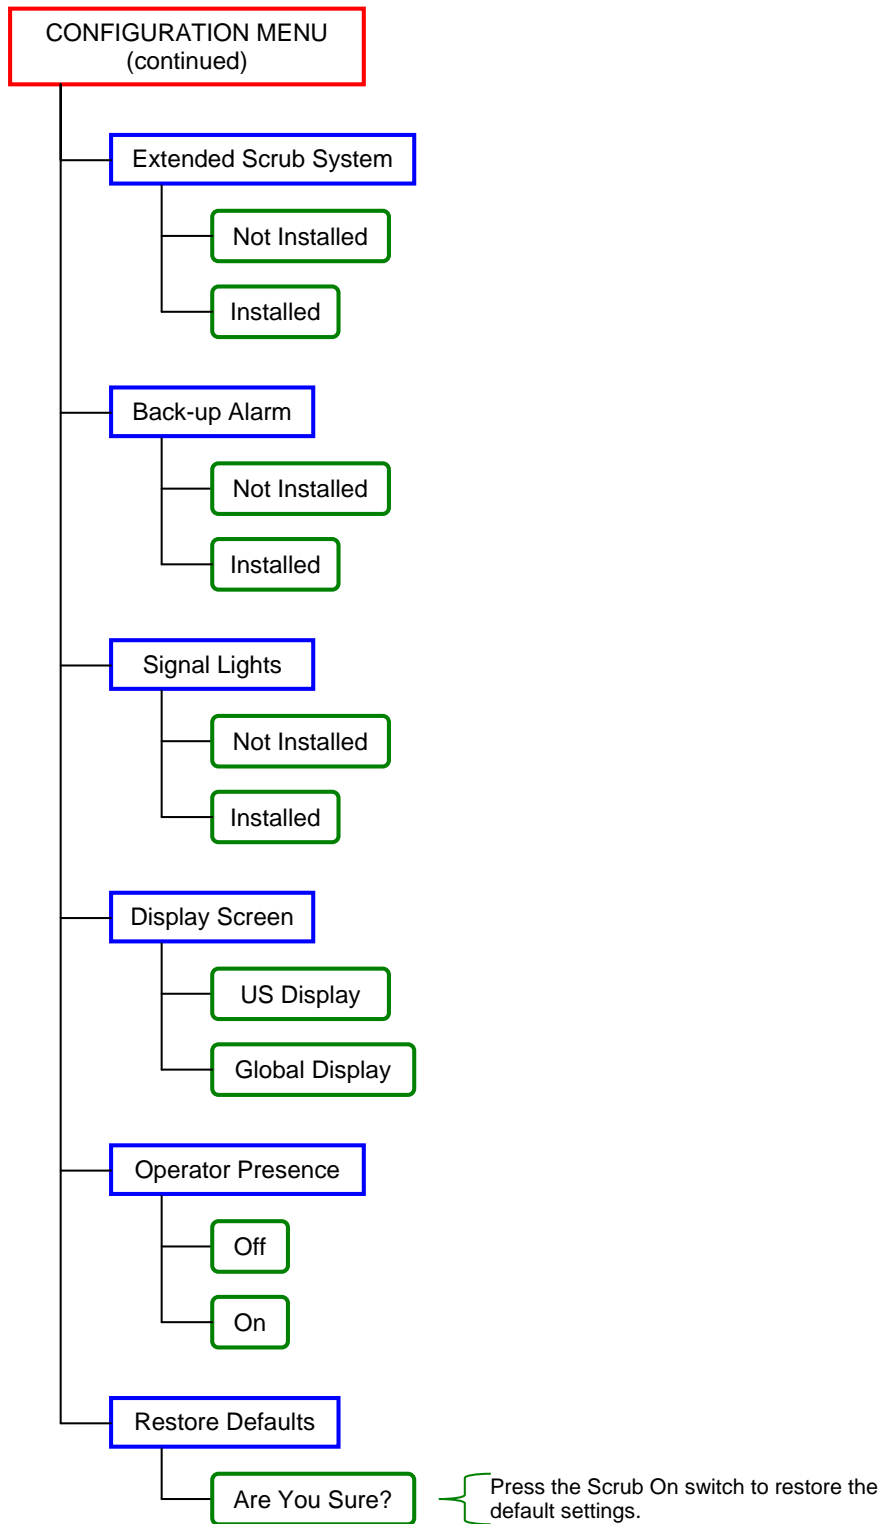 CONFIGURATION MENU
(continued)
Extended Scrub System
Not Installed
Installed
Back-up Alarm
Not Installed
Installed
Signal Lights
Not Installed
Installed
Display Screen
US Display
Global Display
Operator Presence
Off
On
Restore Defaults
Are You Sure?
Press the Scrub On switch to restore the
default settings.